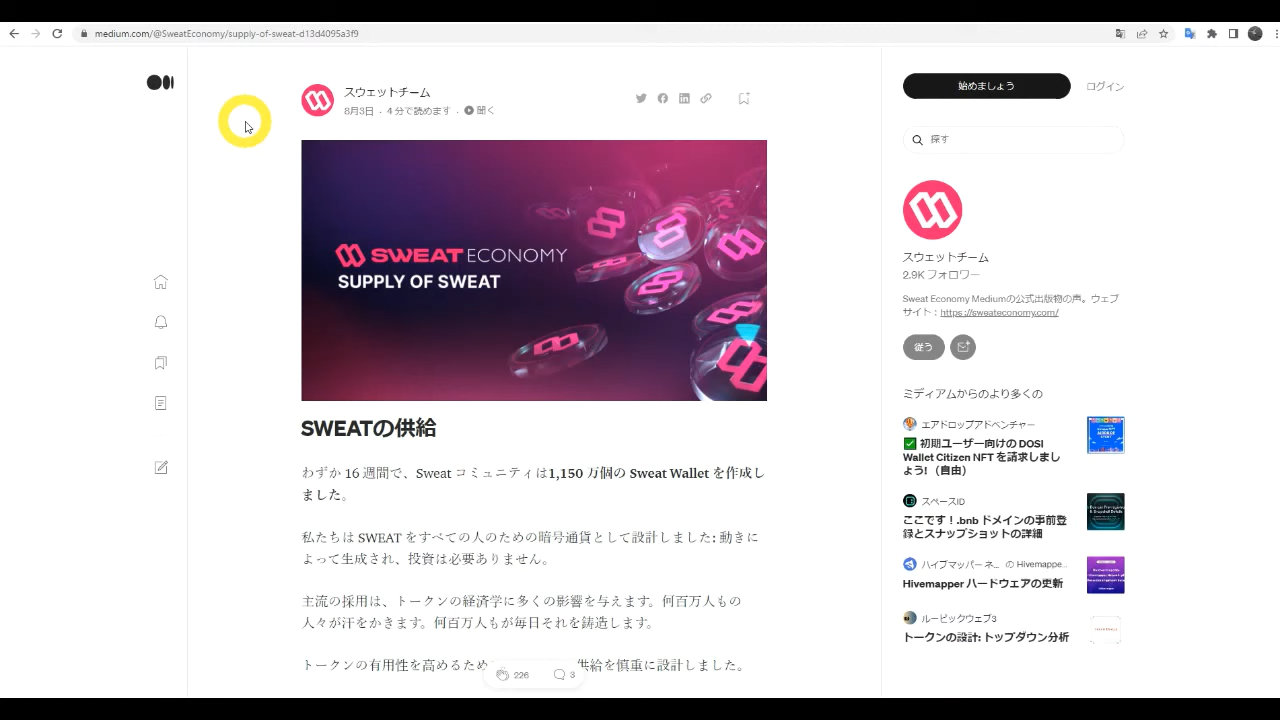 medium.com/@SweatEconomy/supply-of-sweat-d13d4095a3f9
スウェットチーム
8月3日 · 4 分で読めます · 聞く
SWEATECONOMY
SUPPLY OF SWEAT
SWEATの供給
わずか 16 週間で、Sweat コミュニティは1,150 万個の Sweat Wallet を作成し
ました。
私たちは SWEAT をすべての人のための暗号通貨として設計しました: 動きに
よって生成され、投資は必要ありません。
主流の採用は、トークンの経済学に多くの影響を与えます。何百万人もの
人々が汗をかきます。何百万人もが毎日それを鋳造します。
トークンの有用性を高めるため
供給を慎重に設計しました。
226
3
始めましょう
ログイン
探す
スウェットチーム
2.9K フォロワー
Sweat Economy Mediumの公式出版物の声。ウェブ
サイト：https://sweateconomy.com/
従う
ミディアムからのより多くの
エアドロップアドベンチャー
✅ 初期ユーザー向けの DOSI
Wallet Citizen NFT を請求しまし
ょう! （自由）
スペースID
ここです！.bnb ドメインの事前登
録とスナップショットの詳細
ハイブマッパー ネ... の Hivemappe...
Hivemapper ハードウェアの更新
ルービックウェブ3
トークンの設計: トップダウン分析